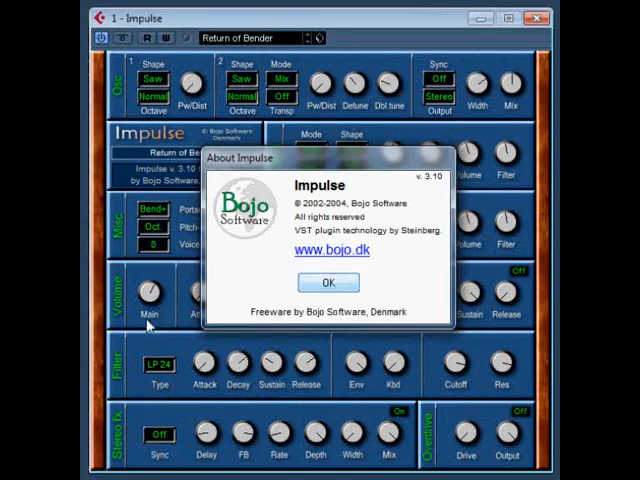 1 - Impulse
R W Return of Bender
Osc 1 Shape 2 Shape Mode Sync
Saw Saw Mix Off
Normal Normal Off Stereo
Octave Pw/Dist Octave Transp Pw/Dist Detune Dbl.tune Output Width Mix
Impulse © Bojo Software Denmark Mode Shape
Return of Be
Impulse v. 3.10
by Bojo Software, Volume Filter
About Impulse
v. 3.10
Impulse
Bojo Software
© 2002-2004, Bojo Software
All rights reserved
VST plugin technology by Steinberg.
www.bojo.dk
OK
Freeware by Bojo Software, Denmark
Misc Bend+ Porta
Oct. Pitch-
8 Voice
Volume Filter
Volume Off
Main At Sustain Release
Filter LP 24
Type Attack Decay Sustain Release Env Kbd Cutoff Res
Stereo fx On Overdrive Off
Off
Sync Delay FB Rate Depth Width Mix Drive Output